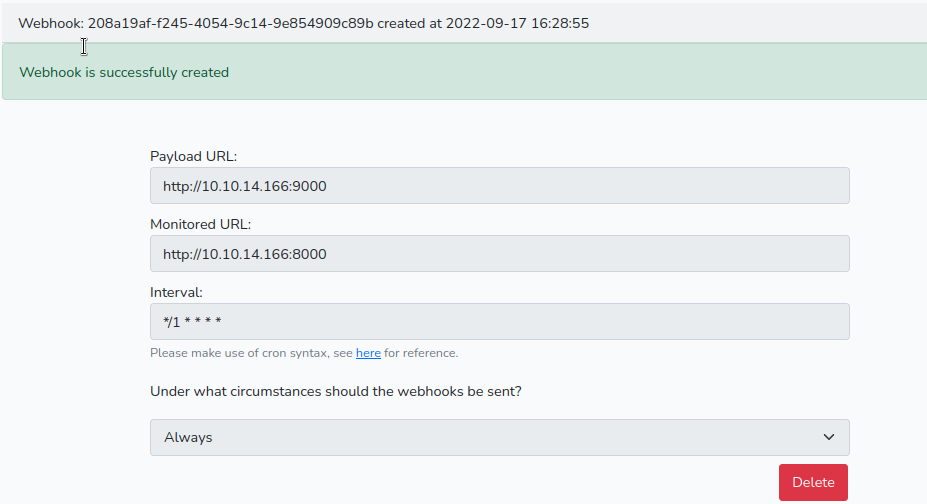 Webhook: 208a19af-f245-4054-9c14-9e854909c89b created at 2022-09-17 16:28:55
Webhook is successfully created
Payload URL:
http://10.10.14.166:9000
Monitored URL:
http://10.10.14.166:8000
Interval:
*/1 * * * *
Please make use of cron syntax, see here for reference.
Under what circumstances should the webhooks be sent?
Always
Delete